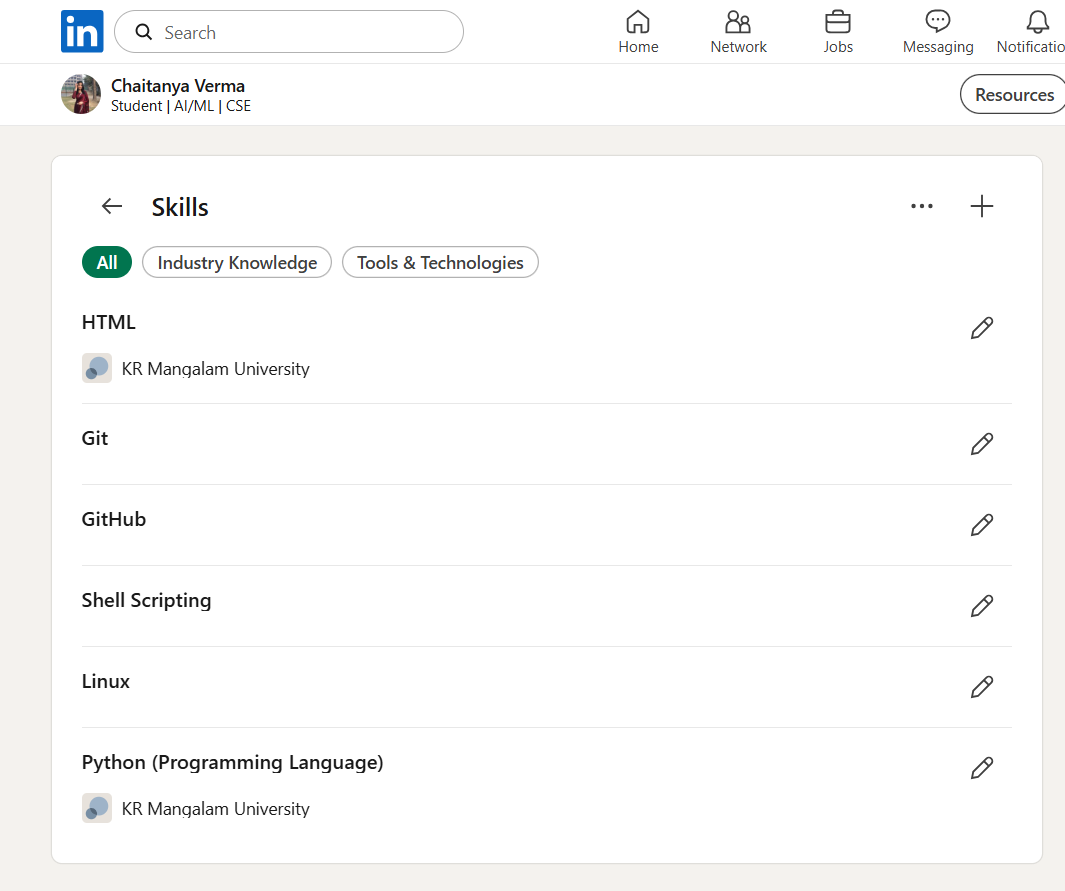 in
Search
Home
Network
Jobs
Messaging
Notificatio
Chaitanya Verma
Student | AI/ML | CSE
Resources
Skills
All
Industry Knowledge
Tools & Technologies
HTML
KR Mangalam University
Git
GitHub
Shell Scripting
Linux
Python (Programming Language)
KR Mangalam University